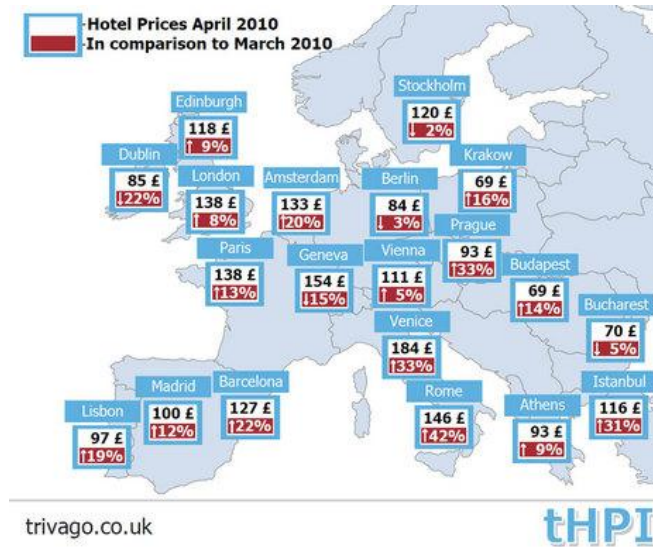 Hotel Prices April 2010
In comparison to March 2010
Stockholm
120 £
↓ 2%
Edinburgh
118 £
↑ 9%
Dublin
85 £
↓22%
London
138 £
↑ 8%
Amsterdam
133 £
↑20%
Berlin
84 £
↓ 3%
Krakow
69 £
↑16%
Paris
138 £
↑13%
Geneva
154 £
↓15%
Vienna
111 £
↑ 5%
Prague
93 £
↑33%
Budapest
69 £
↑14%
Bucharest
70 £
↓ 5%
Venice
184 £
↑33%
Lisbon
97 £
↑19%
Madrid
100 £
↑12%
Barcelona
127 £
↑22%
Rome
146 £
↑42%
Athens
93 £
↑ 9%
Istanbul
116 £
↑31%
trivago.co.uk
tHPI